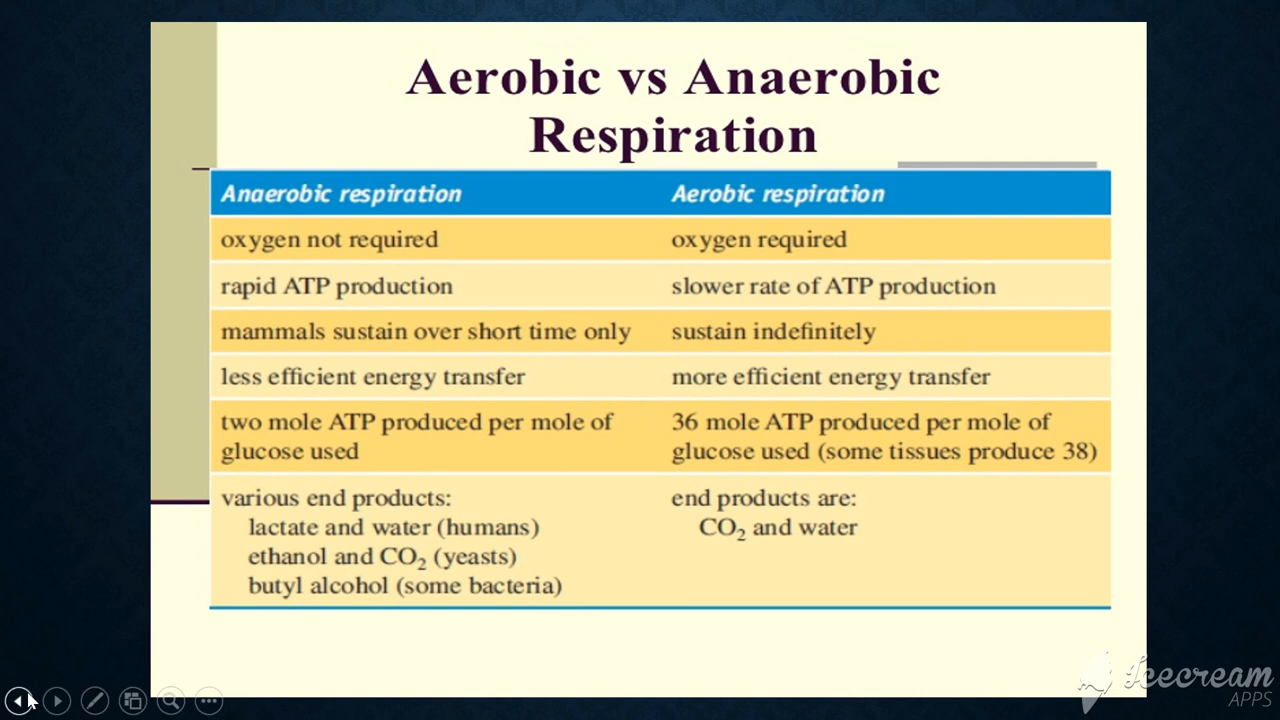 Aerobic vs Anaerobic
Respiration
Anaerobic respiration
Aerobic respiration
oxygen not required
oxygen required
rapid ATP production
slower rate of ATP production
mammals sustain over short time only
sustain indefinitely
less efficient energy transfer
more efficient energy transfer
two mole ATP produced per mole of
glucose used
36 mole ATP produced per mole of
glucose used (some tissues produce 38)
various end products:
lactate and water (humans)
ethanol and CO₂ (yeasts)
butyl alcohol (some bacteria)
end products are:
CO₂ and water
Icecream
APPS